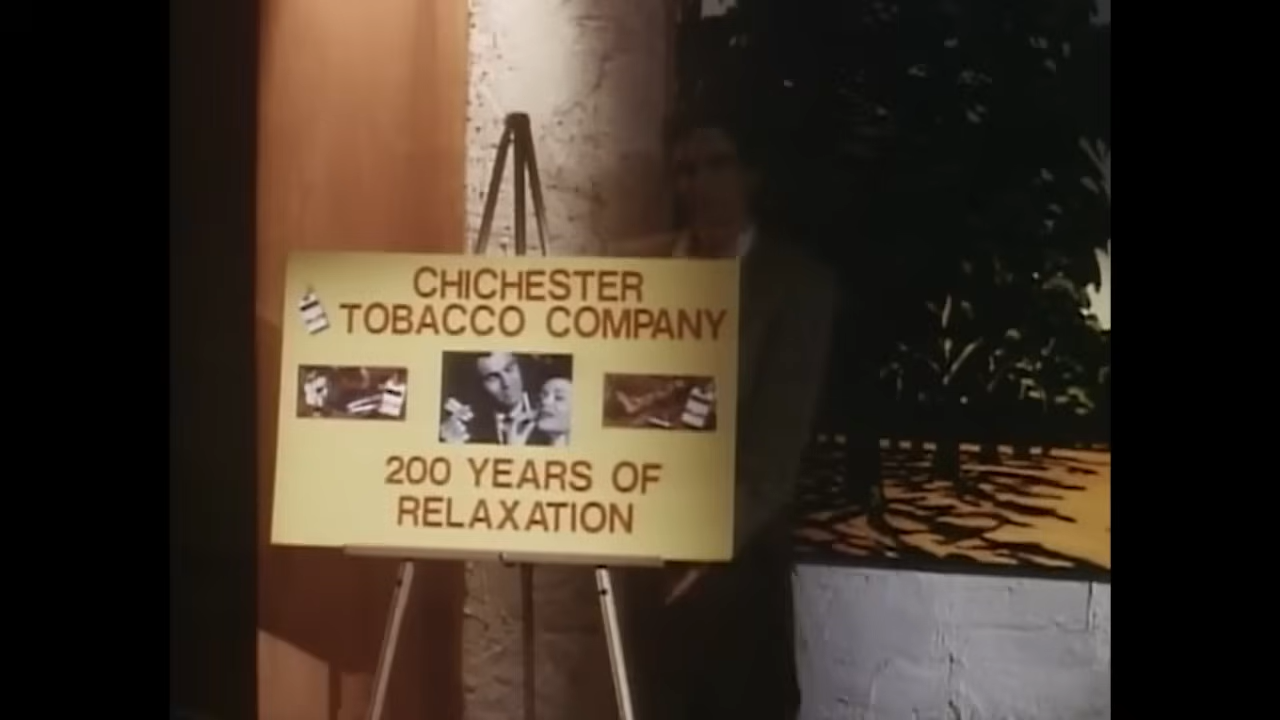 CHICHESTER
TOBACCO COMPANY
200 YEARS OF
RELAXATION